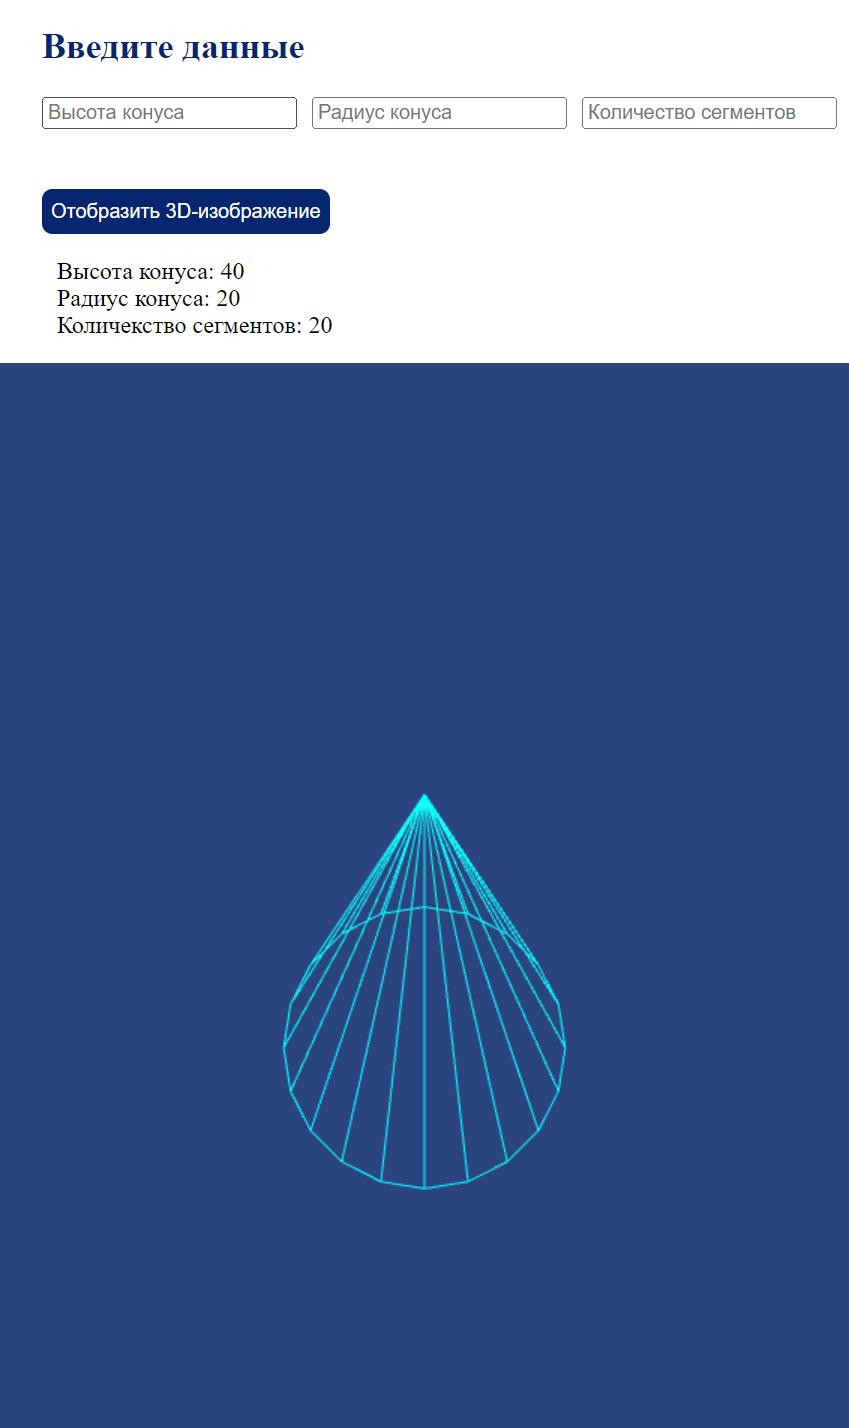 Введите данные
Высота конуса Радиус конуса Количество сегментов
Отобразить 3D-изображение
Высота конуса: 40
Радиус конуса: 20
Количекство сегментов: 20